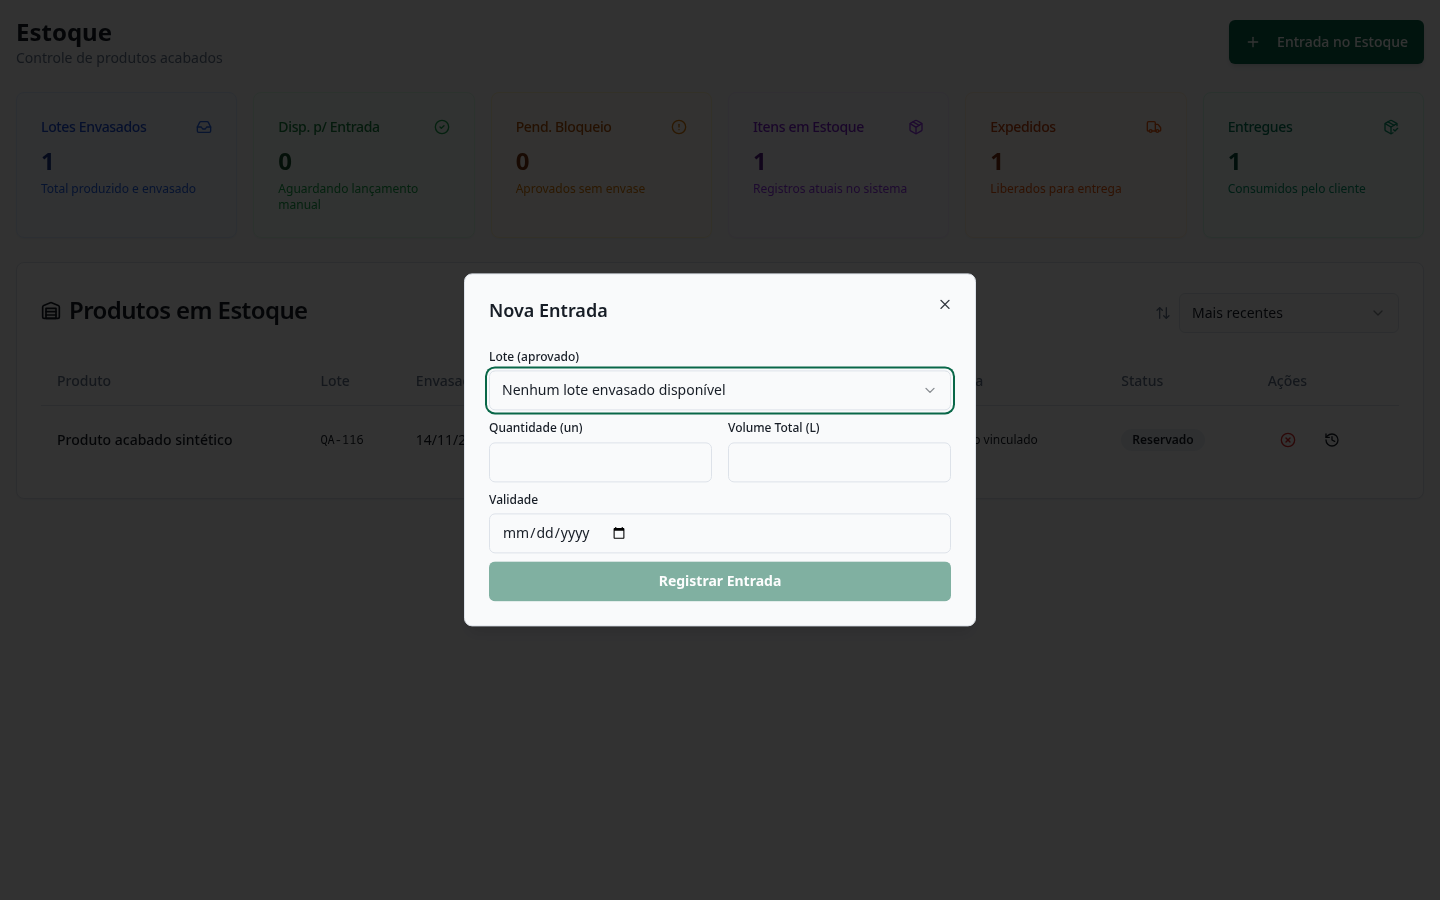 Estoque
Controle de produtos acabados
Entrada no Estoque
Lotes Envasados
1
Total produzido e envasado
Disp. p/ Entrada
0
Aguardando lançamento
manual
Pend. Bloqueio
0
Aprovados sem envase
Itens em Estoque
1
Registros atuais no sistema
Expedidos
1
Liberados para entrega
Entregues
1
Consumidos pelo cliente
Produtos em Estoque
Mais recentes
Produto Lote Status Ações
Produto acabado sintético QA-116 14/11/2 vinculado Reservado
Nova Entrada
Lote (aprovado)
Nenhum lote envasado disponível
Quantidade (un) Volume Total (L)
Validade
mm/dd/yyyy
Registrar Entrada